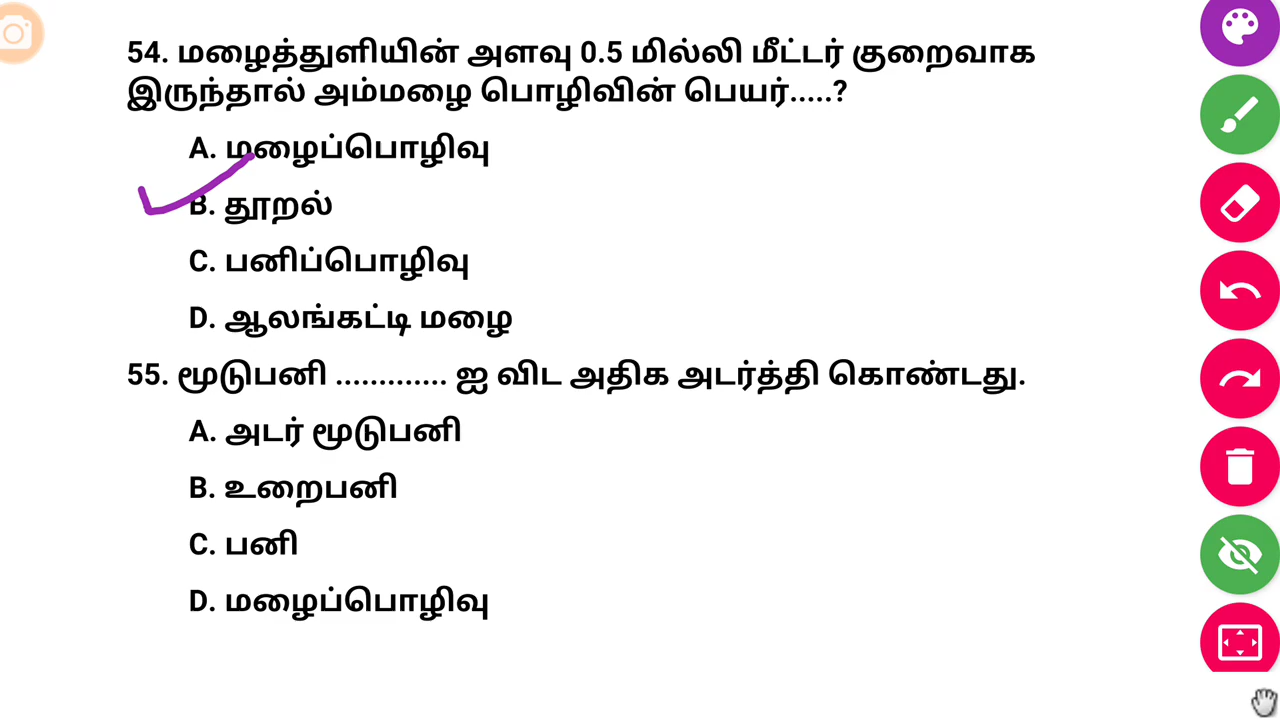 54. மழைத்துளியின் அளவு 0.5 மில்லி மீட்டர் குறைவாக
இருந்தால் அம்மழை பொழிவின் பெயர்.....?
A. மழைப்பொழிவு
B. தூறல்
C. பனிப்பொழிவு
D. ஆலங்கட்டி மழை
55. மூடுபனி ............. ஐ விட அதிக அடர்த்தி கொண்டது.
A. அடர் மூடுபனி
B. உறைபனி
C. பனி
D. மழைப்பொழிவு